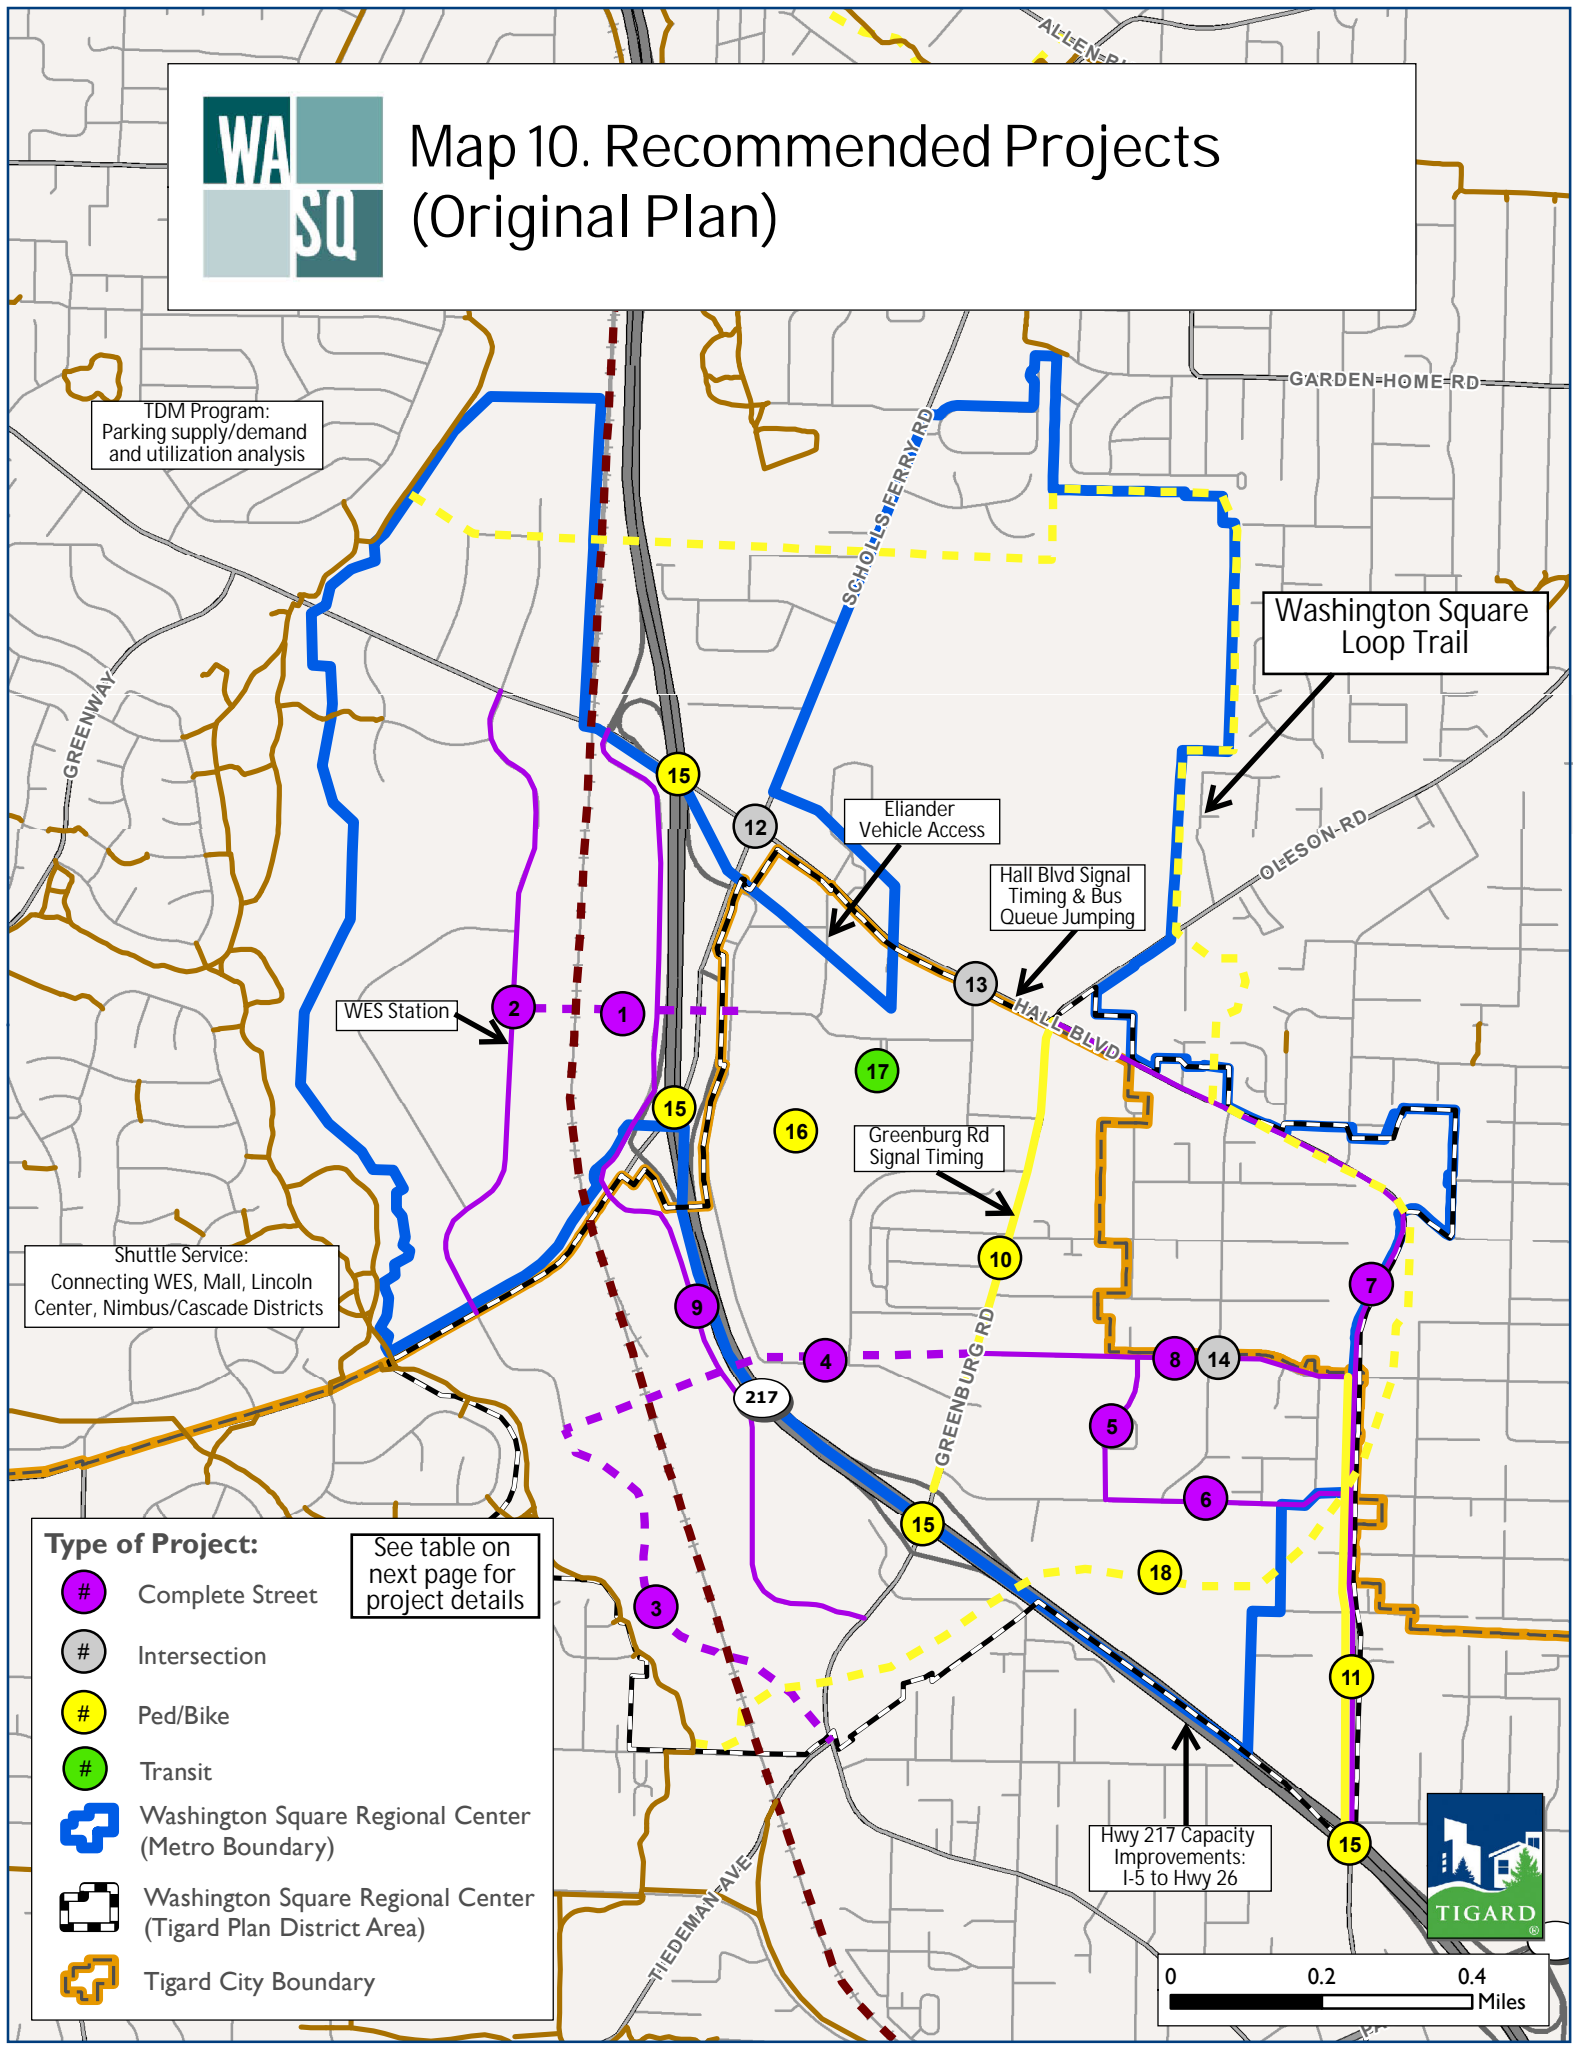 ALLEN BL
WA
SQ
Map 10. Recommended Projects
(Original Plan)
GARDEN HOME RD
TDM Program:
Parking supply/demand
and utilization analysis
SCHOLLS FERRY RD
Washington Square
Loop Trail
GREENWAY
15
12
Eliander
Vehicle Access
OLESON RD
Hall Blvd Signal
Timing & Bus
Queue Jumping
13
WES Station
2
1
HALL BLVD
17
15
16
Greenburg Rd
Signal Timing
10
7
Shuttle Service:
Connecting WES, Mall, Lincoln
Center, Nimbus/Cascade Districts
9
4
8
14
217
GREENBURG RD
5
6
15
18
3
11
Type of Project:
See table on
next page for
project details
# Complete Street
# Intersection
# Ped/Bike
# Transit
Washington Square Regional Center
(Metro Boundary)
Washington Square Regional Center
(Tigard Plan District Area)
Tigard City Boundary
TIEDEMAN AVE
Hwy 217 Capacity
Improvements:
I-5 to Hwy 26
15
TIGARD
®
0 0.2 0.4
Miles